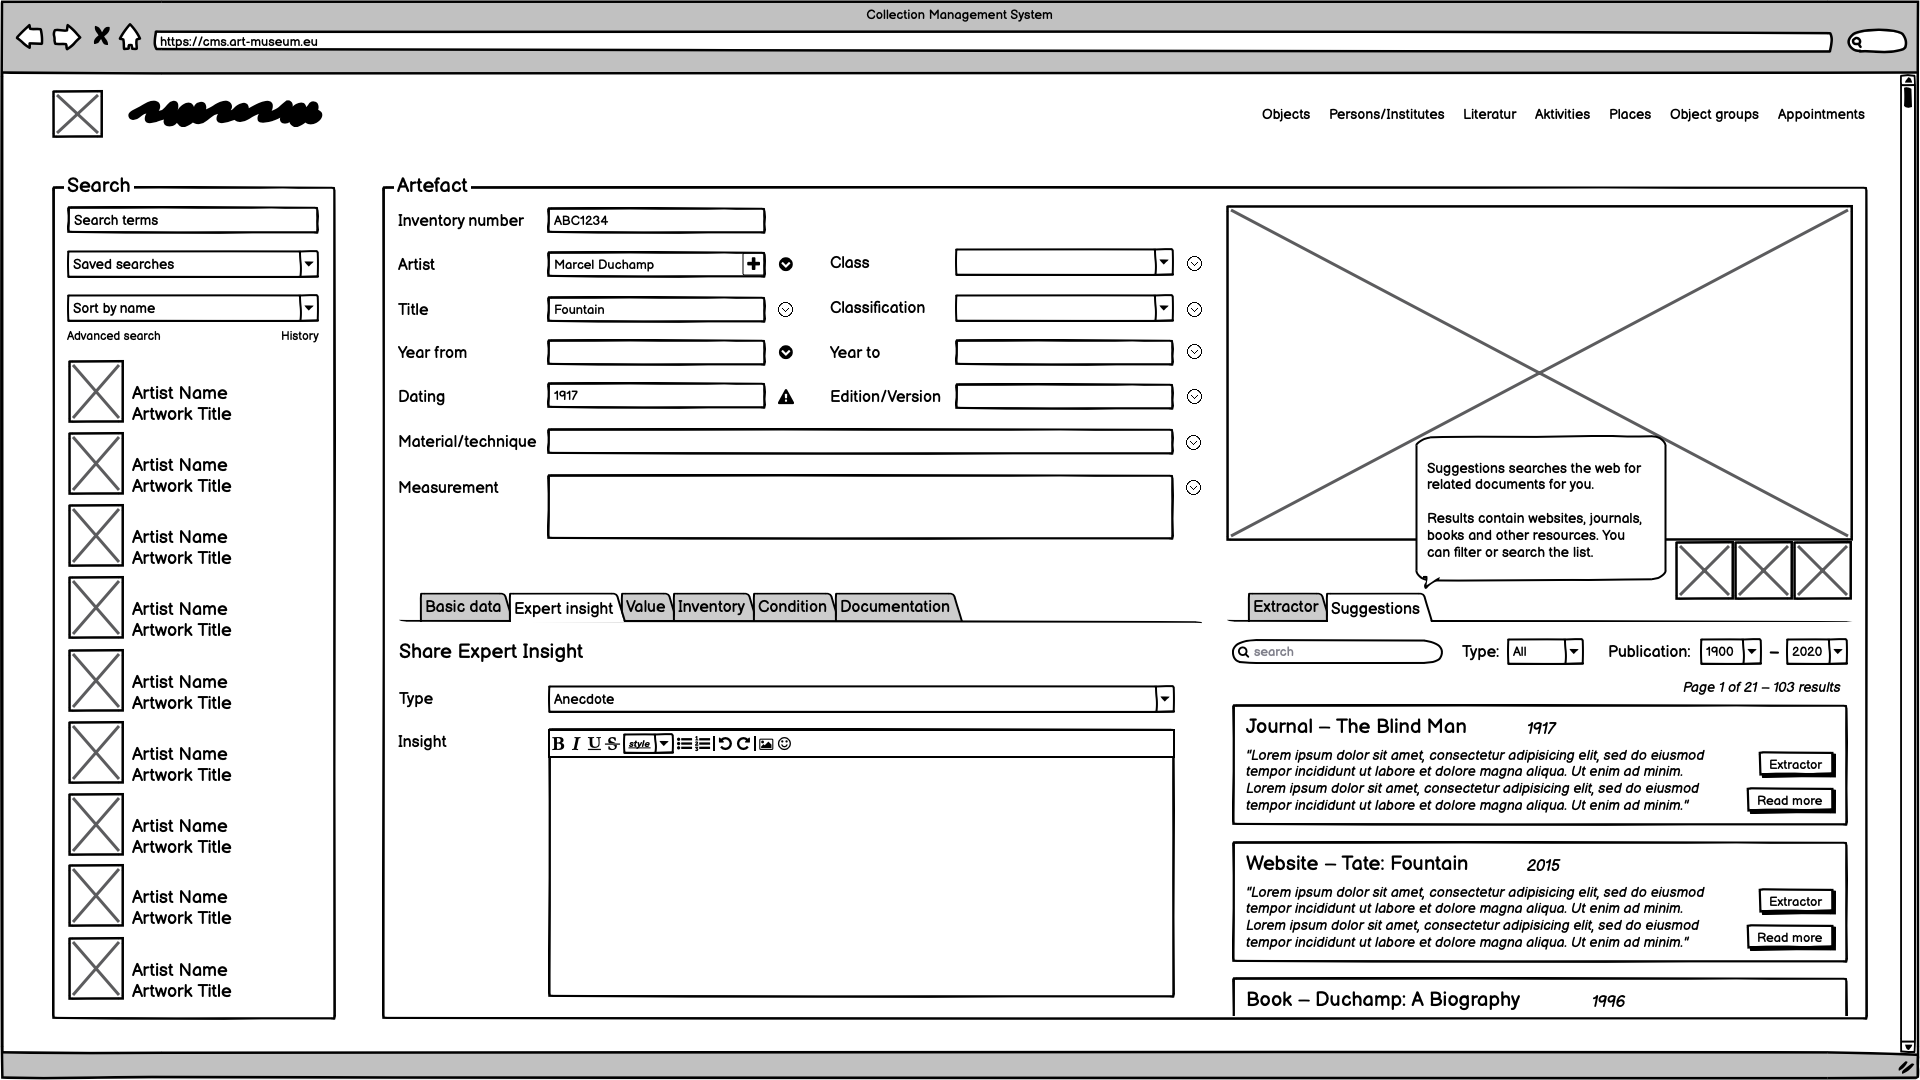 Collection Management System
https://cms.art-museum.eu
Objects Persons/Institutes Literatur Aktivities Places Object groups Appointments
Search
Search terms
Saved searches
Sort by name
Advanced search History
Artist Name
Artwork Title
Artist Name
Artwork Title
Artist Name
Artwork Title
Artist Name
Artwork Title
Artist Name
Artwork Title
Artist Name
Artwork Title
Artist Name
Artwork Title
Artist Name
Artwork Title
Artist Name
Artwork Title
Artefact
Inventory number ABC1234
Artist Marcel Duchamp Class
Title Fountain Classification
Year from Year to
Dating 1917 Edition/Version
Material/technique
Measurement
Suggestions searches the web for
related documents for you.
Results contain websites, journals,
books and other resources. You
can filter or search the list.
Basic data Expert insight Value Inventory Condition Documentation
Share Expert Insight
Type Anecdote
Insight B I U S style
Extractor Suggestions
search Type: All Publication: 1900 – 2020
Page 1 of 21 – 103 results
Journal – The Blind Man 1917
"Lorem ipsum dolor sit amet, consectetur adipisicing elit, sed do eiusmod
tempor incididunt ut labore et dolore magna aliqua. Ut enim ad minim.
Lorem ipsum dolor sit amet, consectetur adipisicing elit, sed do eiusmod
tempor incididunt ut labore et dolore magna aliqua. Ut enim ad minim."
Extractor
Read more
Website – Tate: Fountain 2015
"Lorem ipsum dolor sit amet, consectetur adipisicing elit, sed do eiusmod
tempor incididunt ut labore et dolore magna aliqua. Ut enim ad minim.
Lorem ipsum dolor sit amet, consectetur adipisicing elit, sed do eiusmod
tempor incididunt ut labore et dolore magna aliqua. Ut enim ad minim."
Extractor
Read more
Book – Duchamp: A Biography 1996